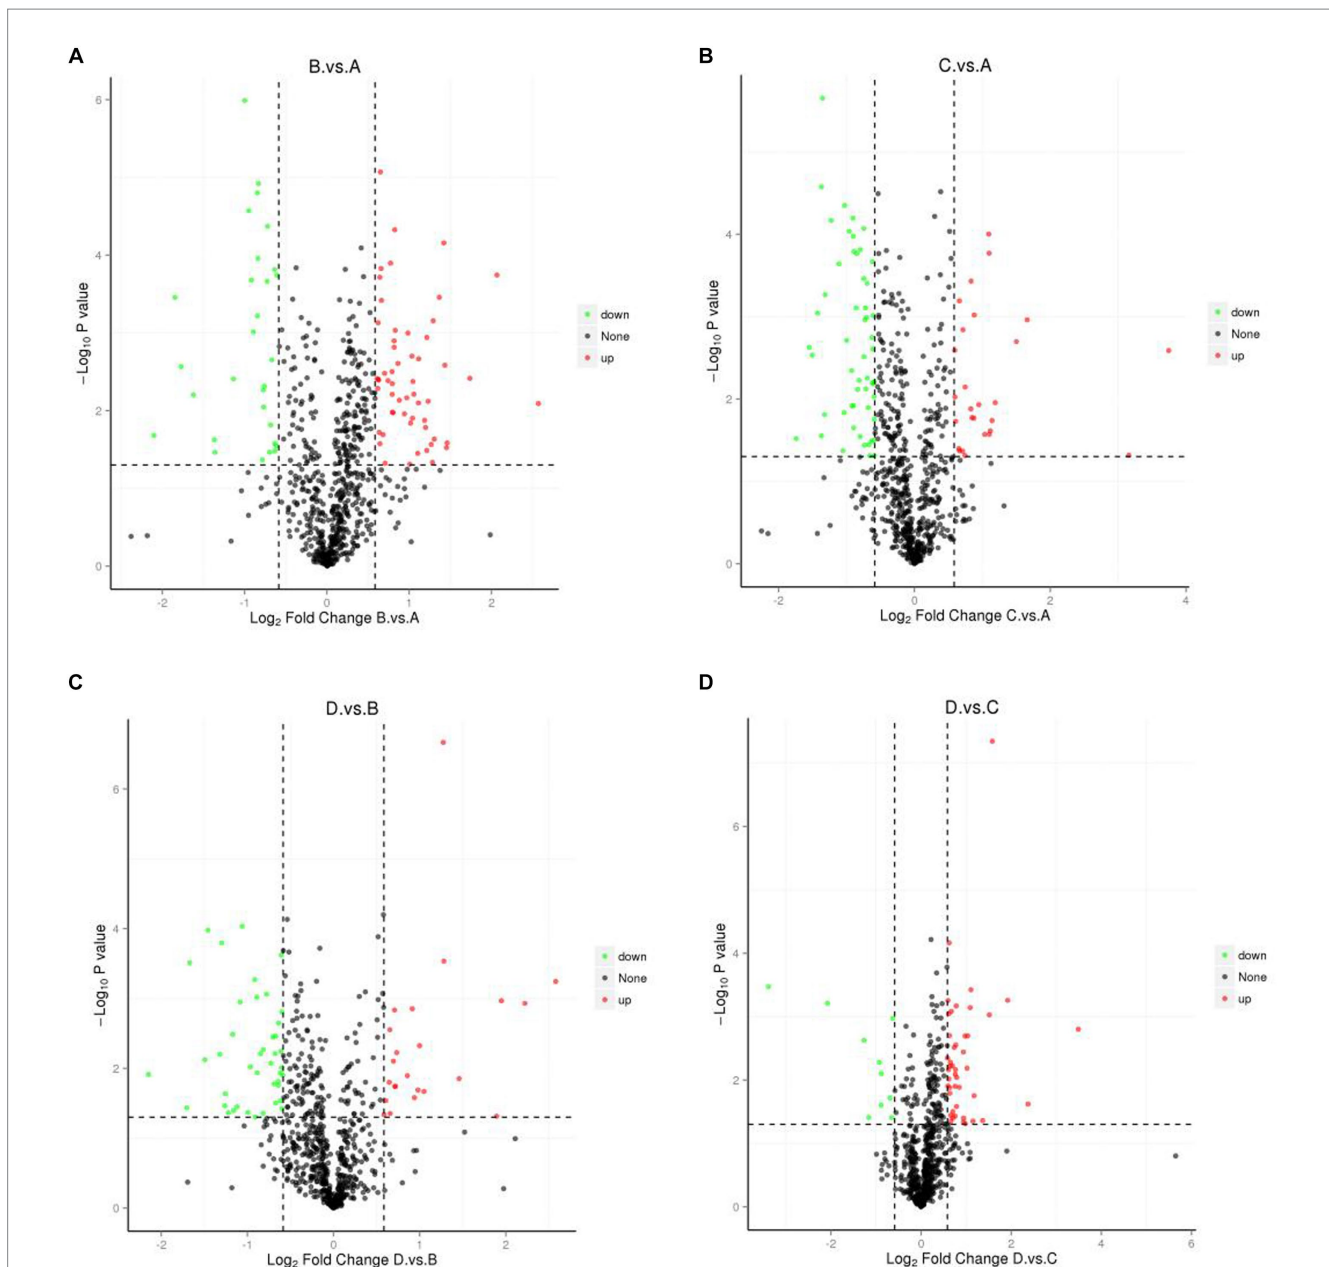 A
B.vs.A
6
4
2
0
-2
-1
0
1
2
−Log10 P value
Log2 Fold Change B.vs.A
down
None
up
B
C.vs.A
4
2
0
-2
0
2
4
−Log10 P value
Log2 Fold Change C.vs.A
down
None
up
C
D.vs.B
6
4
2
0
-2
-1
0
1
2
−Log10 P value
Log2 Fold Change D.vs.B
down
None
up
D
D.vs.C
6
4
2
0
-2
0
2
4
6
−Log10 P value
Log2 Fold Change D.vs.C
down
None
up